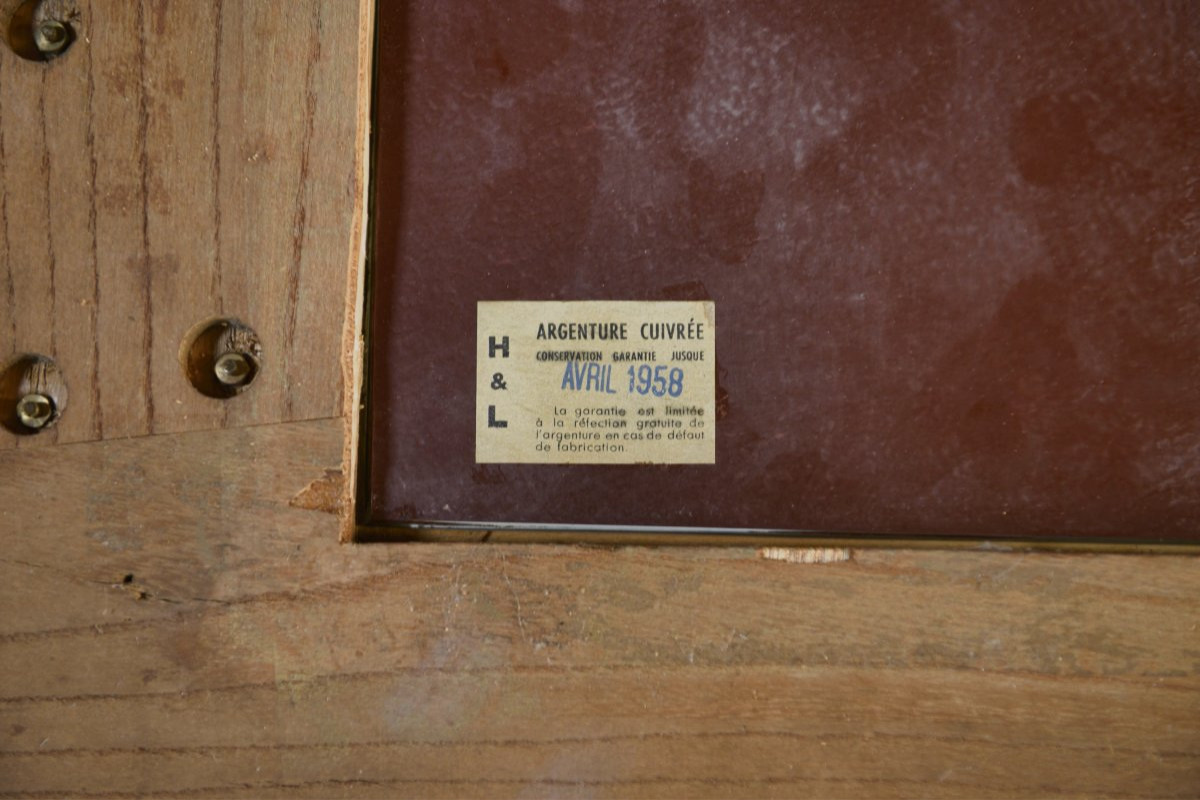 H & L
ARGENTURE CUIVRÉE
CONSERVATION GARANTIE JUSQUE
AVRIL 1958
La garantie est limitée
à la réfection gratuite de
l'argenture en cas de défaut
de fabrication.